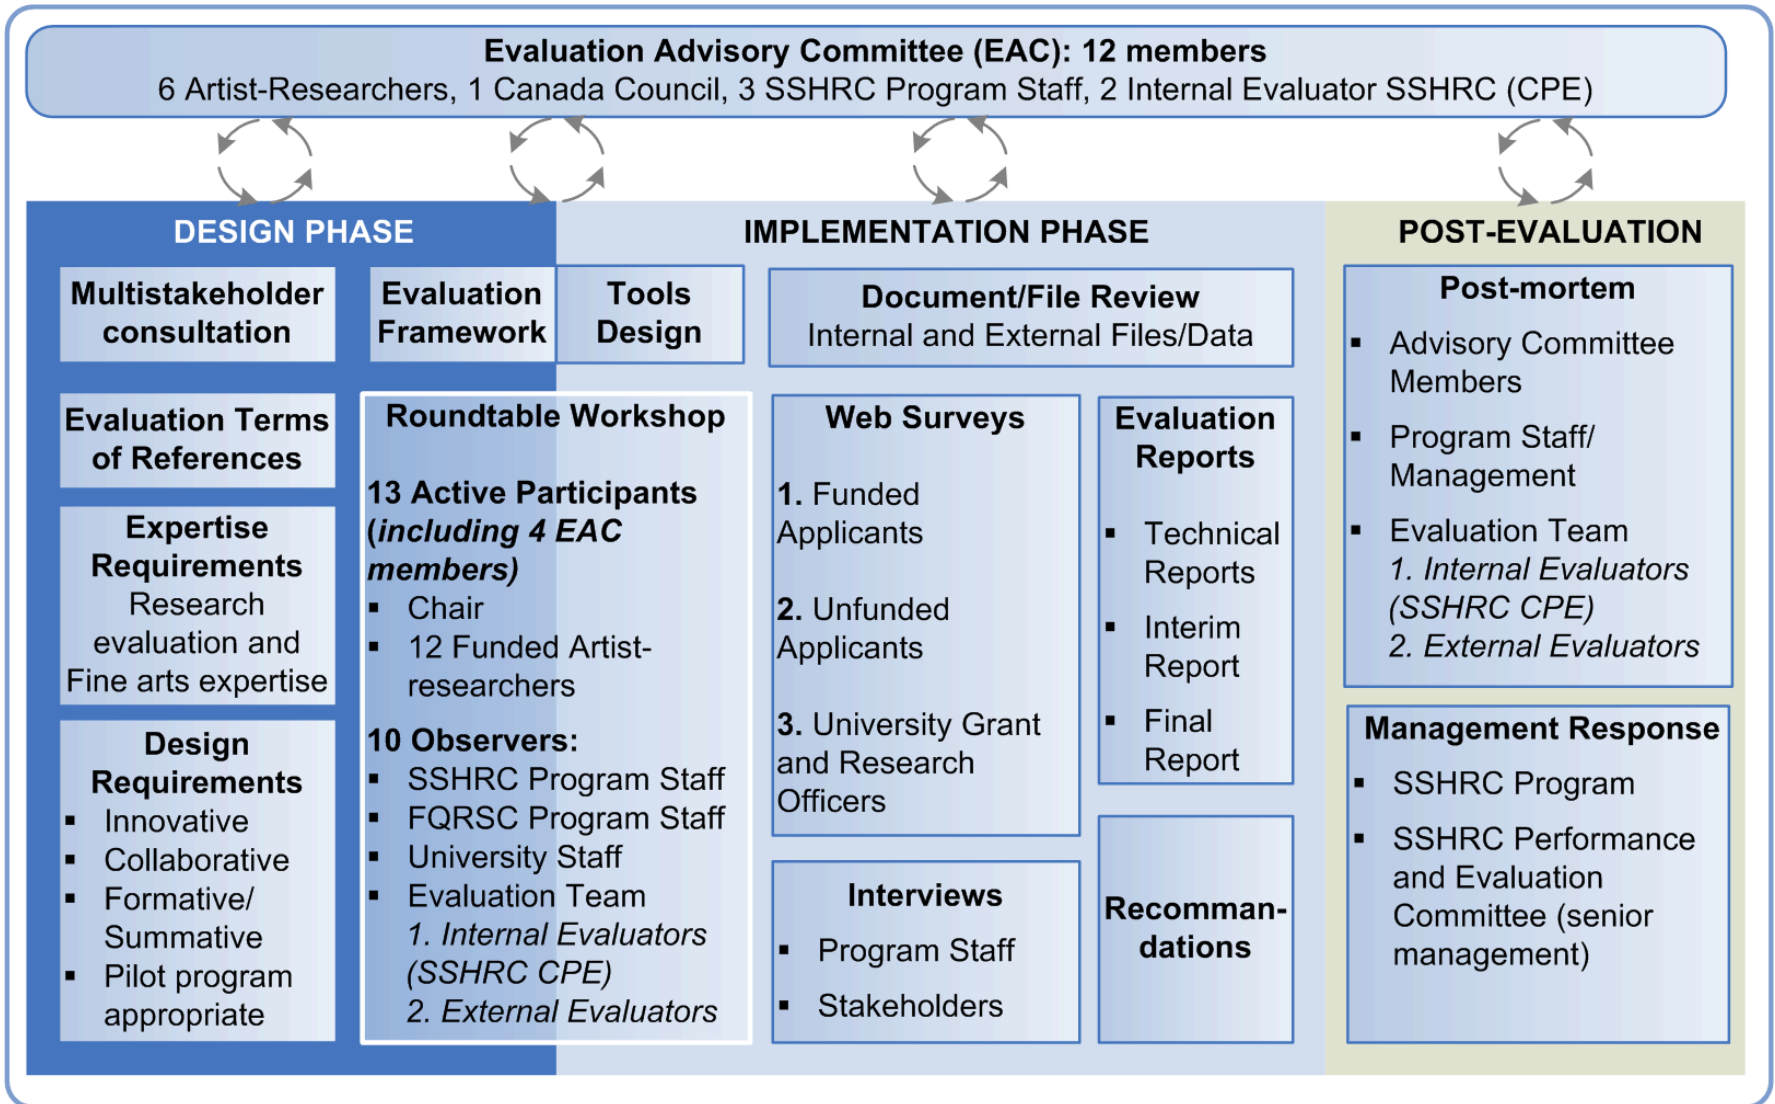 Evaluation Advisory Committee (EAC): 12 members
6 Artist-Researchers, 1 Canada Council, 3 SSHRC Program Staff, 2 Internal Evaluator SSHRC (CPE)
DESIGN PHASE
Multistakeholder
consultation
Evaluation Terms
of References
Expertise
Requirements
Research
evaluation and
Fine arts expertise
Design
Requirements
▪ Innovative
▪ Collaborative
▪ Formative/
Summative
▪ Pilot program
appropriate
Evaluation
Framework
Tools
Design
Roundtable Workshop
13 Active Participants
(including 4 EAC
members)
▪ Chair
▪ 12 Funded Artist-
researchers
10 Observers:
▪ SSHRC Program Staff
▪ FQRSC Program Staff
▪ University Staff
▪ Evaluation Team
1. Internal Evaluators
(SSHRC CPE)
2. External Evaluators
IMPLEMENTATION PHASE
Document/File Review
Internal and External Files/Data
Web Surveys
1. Funded
Applicants
2. Unfunded
Applicants
3. University Grant
and Research
Officers
Interviews
▪ Program Staff
▪ Stakeholders
Evaluation
Reports
▪ Technical
Reports
▪ Interim
Report
▪ Final
Report
Recomman-
dations
POST-EVALUATION
Post-mortem
▪ Advisory Committee
Members
▪ Program Staff/
Management
▪ Evaluation Team
1. Internal Evaluators
(SSHRC CPE)
2. External Evaluators
Management Response
▪ SSHRC Program
▪ SSHRC Performance
and Evaluation
Committee (senior
management)